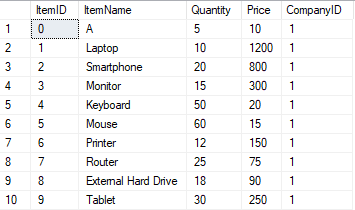 ItemID ItemName Quantity Price CompanyID
1 0 A 5 10 1
2 1 Laptop 10 1200 1
3 2 Smartphone 20 800 1
4 3 Monitor 15 300 1
5 4 Keyboard 50 20 1
6 5 Mouse 60 15 1
7 6 Printer 12 150 1
8 7 Router 25 75 1
9 8 External Hard Drive 18 90 1
10 9 Tablet 30 250 1